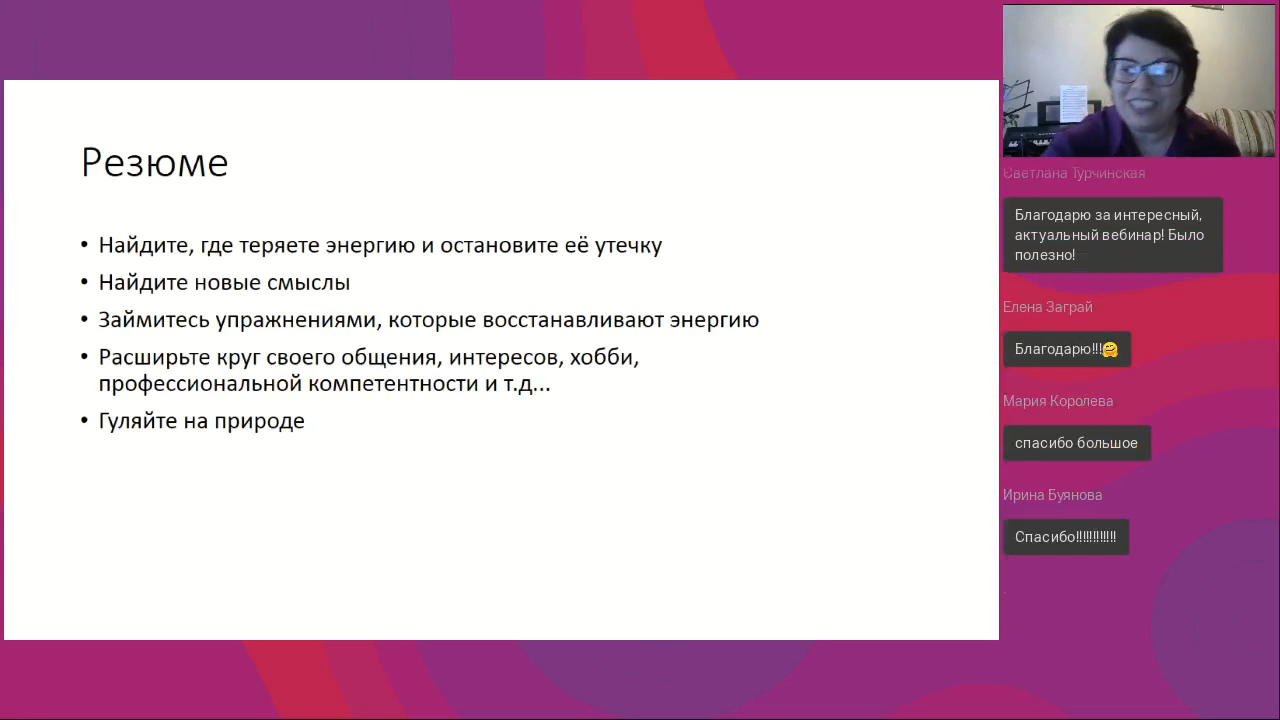 Резюме
• Найдите, где теряете энергию и остановите её утечку
• Найдите новые смыслы
• Займитесь упражнениями, которые восстанавливают энергию
• Расширьте круг своего общения, интересов, хобби,
профессиональной компетентности и т.д...
• Гуляйте на природе
Светлана Турчинская
Благодарю за интересный,
актуальный вебинар! Было
полезно!
Елена Заграй
Благодарю!!!🤗
Мария Королева
спасибо большое
Ирина Буянова
Спасибо!!!!!!!!!!!!